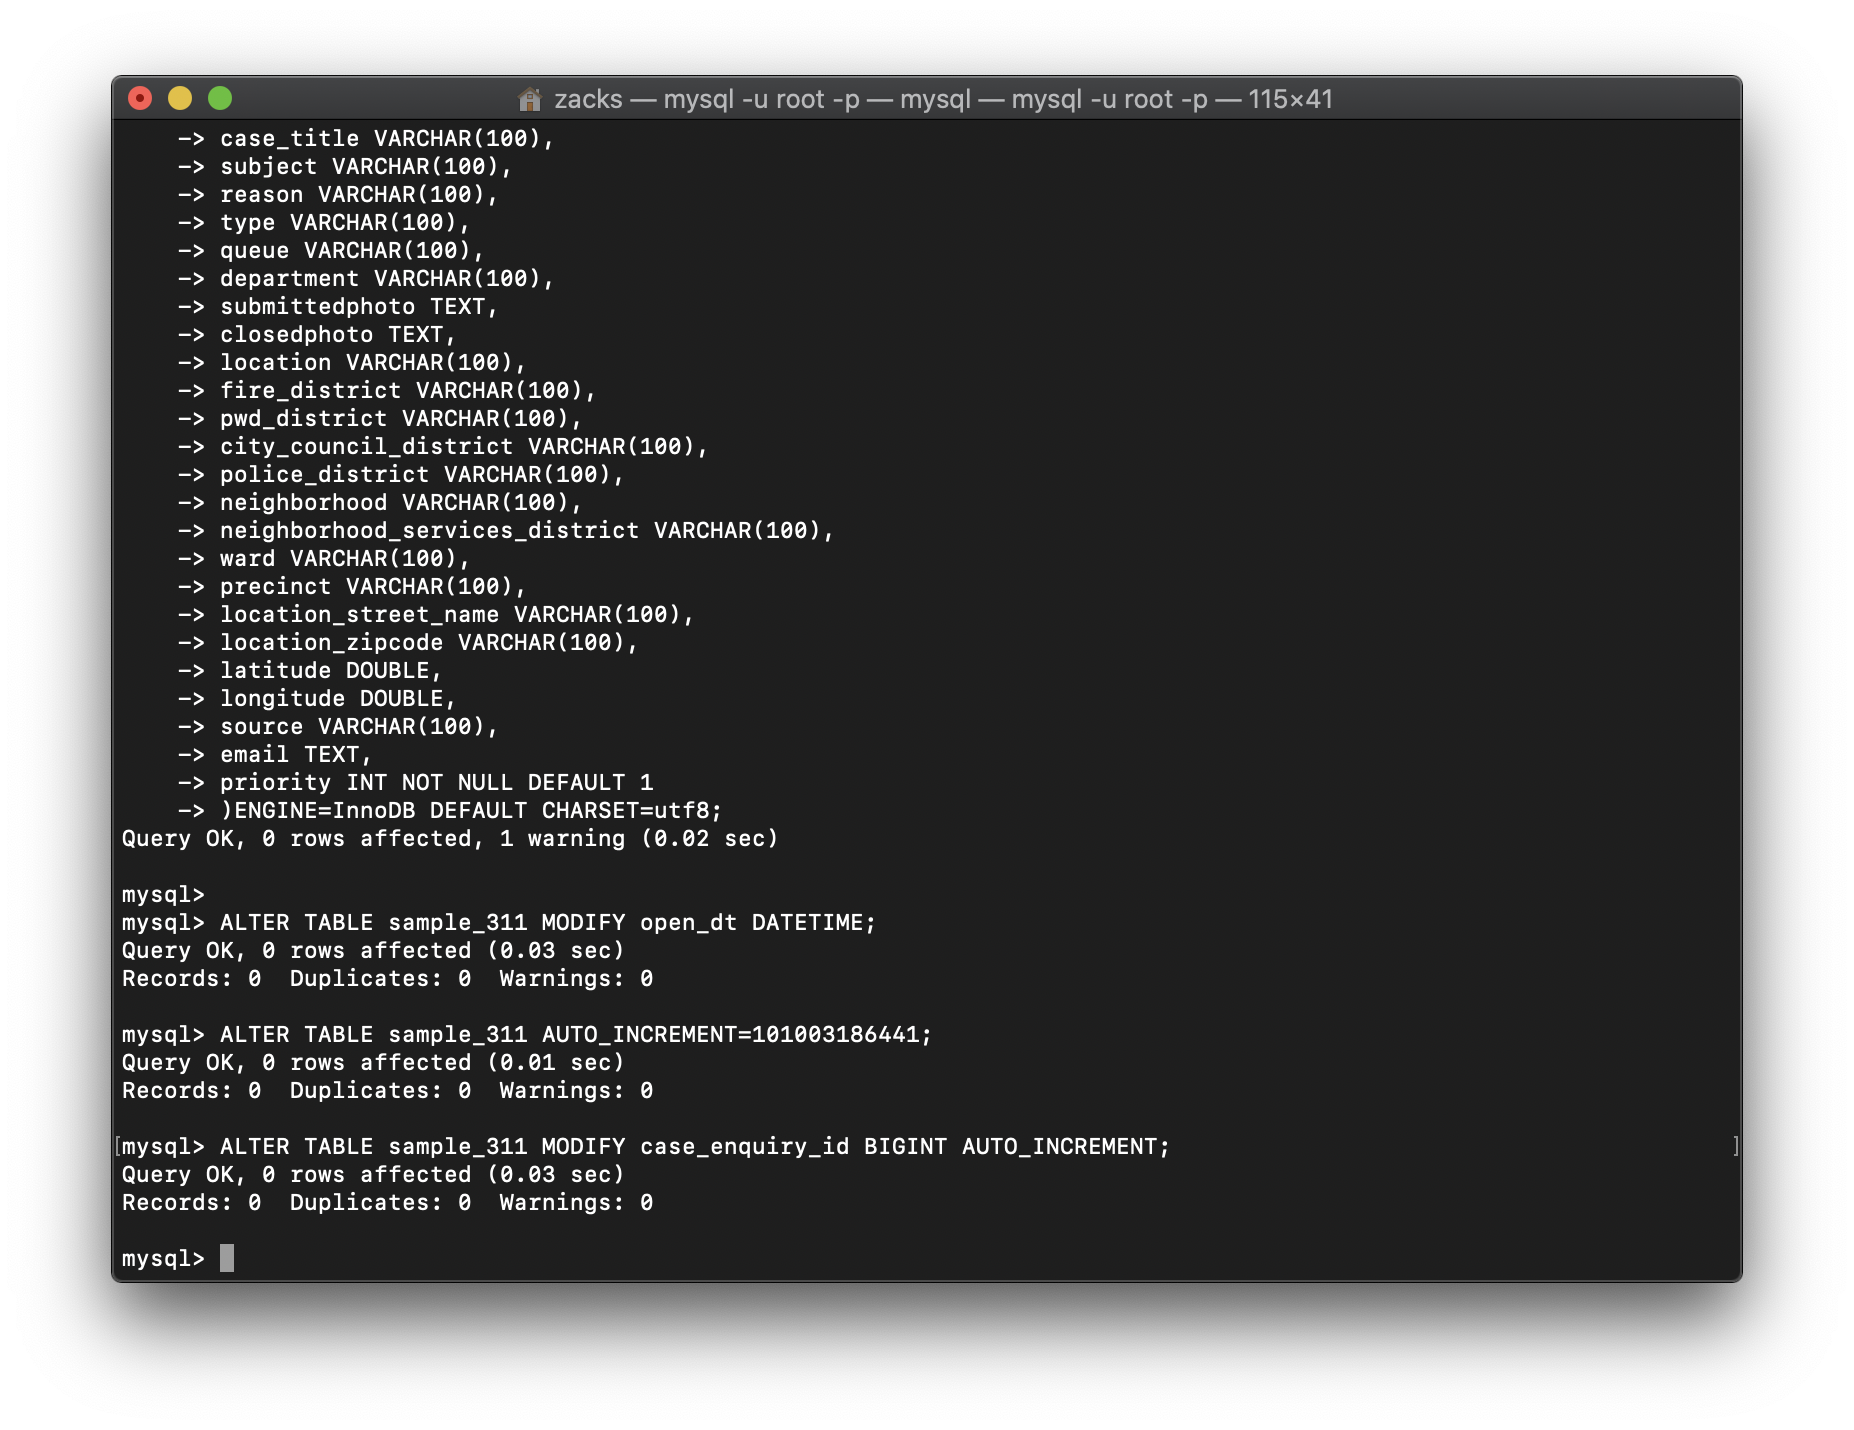 zacks — mysql -u root -p — mysql — mysql -u root -p — 115×41
-> case_title VARCHAR(100),
-> subject VARCHAR(100),
-> reason VARCHAR(100),
-> type VARCHAR(100),
-> queue VARCHAR(100),
-> department VARCHAR(100),
-> submittedphoto TEXT,
-> closedphoto TEXT,
-> location VARCHAR(100),
-> fire_district VARCHAR(100),
-> pwd_district VARCHAR(100),
-> city_council_district VARCHAR(100),
-> police_district VARCHAR(100),
-> neighborhood VARCHAR(100),
-> neighborhood_services_district VARCHAR(100),
-> ward VARCHAR(100),
-> precinct VARCHAR(100),
-> location_street_name VARCHAR(100),
-> location_zipcode VARCHAR(100),
-> latitude DOUBLE,
-> longitude DOUBLE,
-> source VARCHAR(100),
-> email TEXT,
-> priority INT NOT NULL DEFAULT 1
-> )ENGINE=InnoDB DEFAULT CHARSET=utf8;
Query OK, 0 rows affected, 1 warning (0.02 sec)
mysql>
mysql> ALTER TABLE sample_311 MODIFY open_dt DATETIME;
Query OK, 0 rows affected (0.03 sec)
Records: 0  Duplicates: 0  Warnings: 0
mysql> ALTER TABLE sample_311 AUTO_INCREMENT=101003186441;
Query OK, 0 rows affected (0.01 sec)
Records: 0  Duplicates: 0  Warnings: 0
[mysql> ALTER TABLE sample_311 MODIFY case_enquiry_id BIGINT AUTO_INCREMENT; ]
Query OK, 0 rows affected (0.03 sec)
Records: 0  Duplicates: 0  Warnings: 0
mysql>